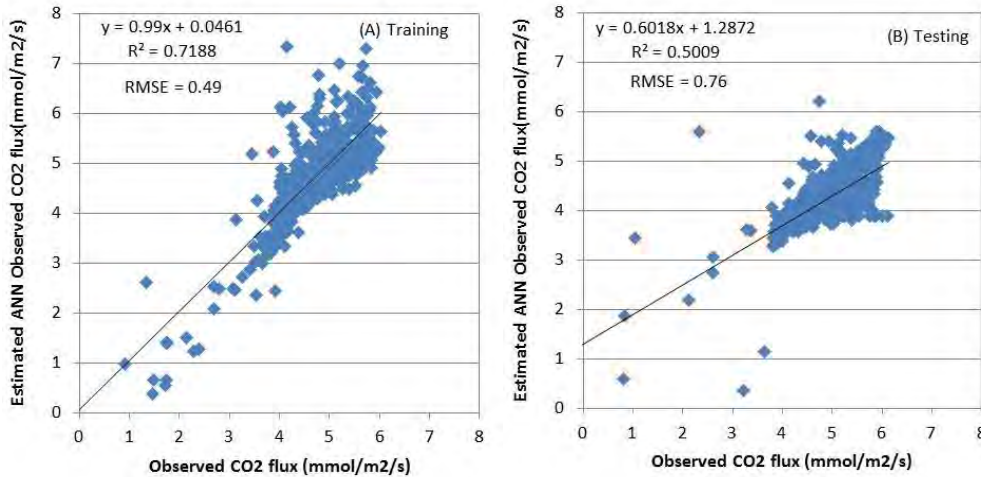 y = 0.99x + 0.0461
R² = 0.7188
RMSE = 0.49
(A) Training
Estimated ANN Observed CO2 flux(mmol/m2/s)
8
7
6
5
4
3
2
1
0
0 1 2 3 4 5 6 7 8
Observed CO2 flux (mmol/m2/s)
y = 0.6018x + 1.2872
R² = 0.5009
RMSE = 0.76
(B) Testing
Estimated ANN Observed CO2 flux(mmol/m2/s)
8
7
6
5
4
3
2
1
0
0 1 2 3 4 5 6 7 8
Observed CO2 flux (mmol/m2/s)